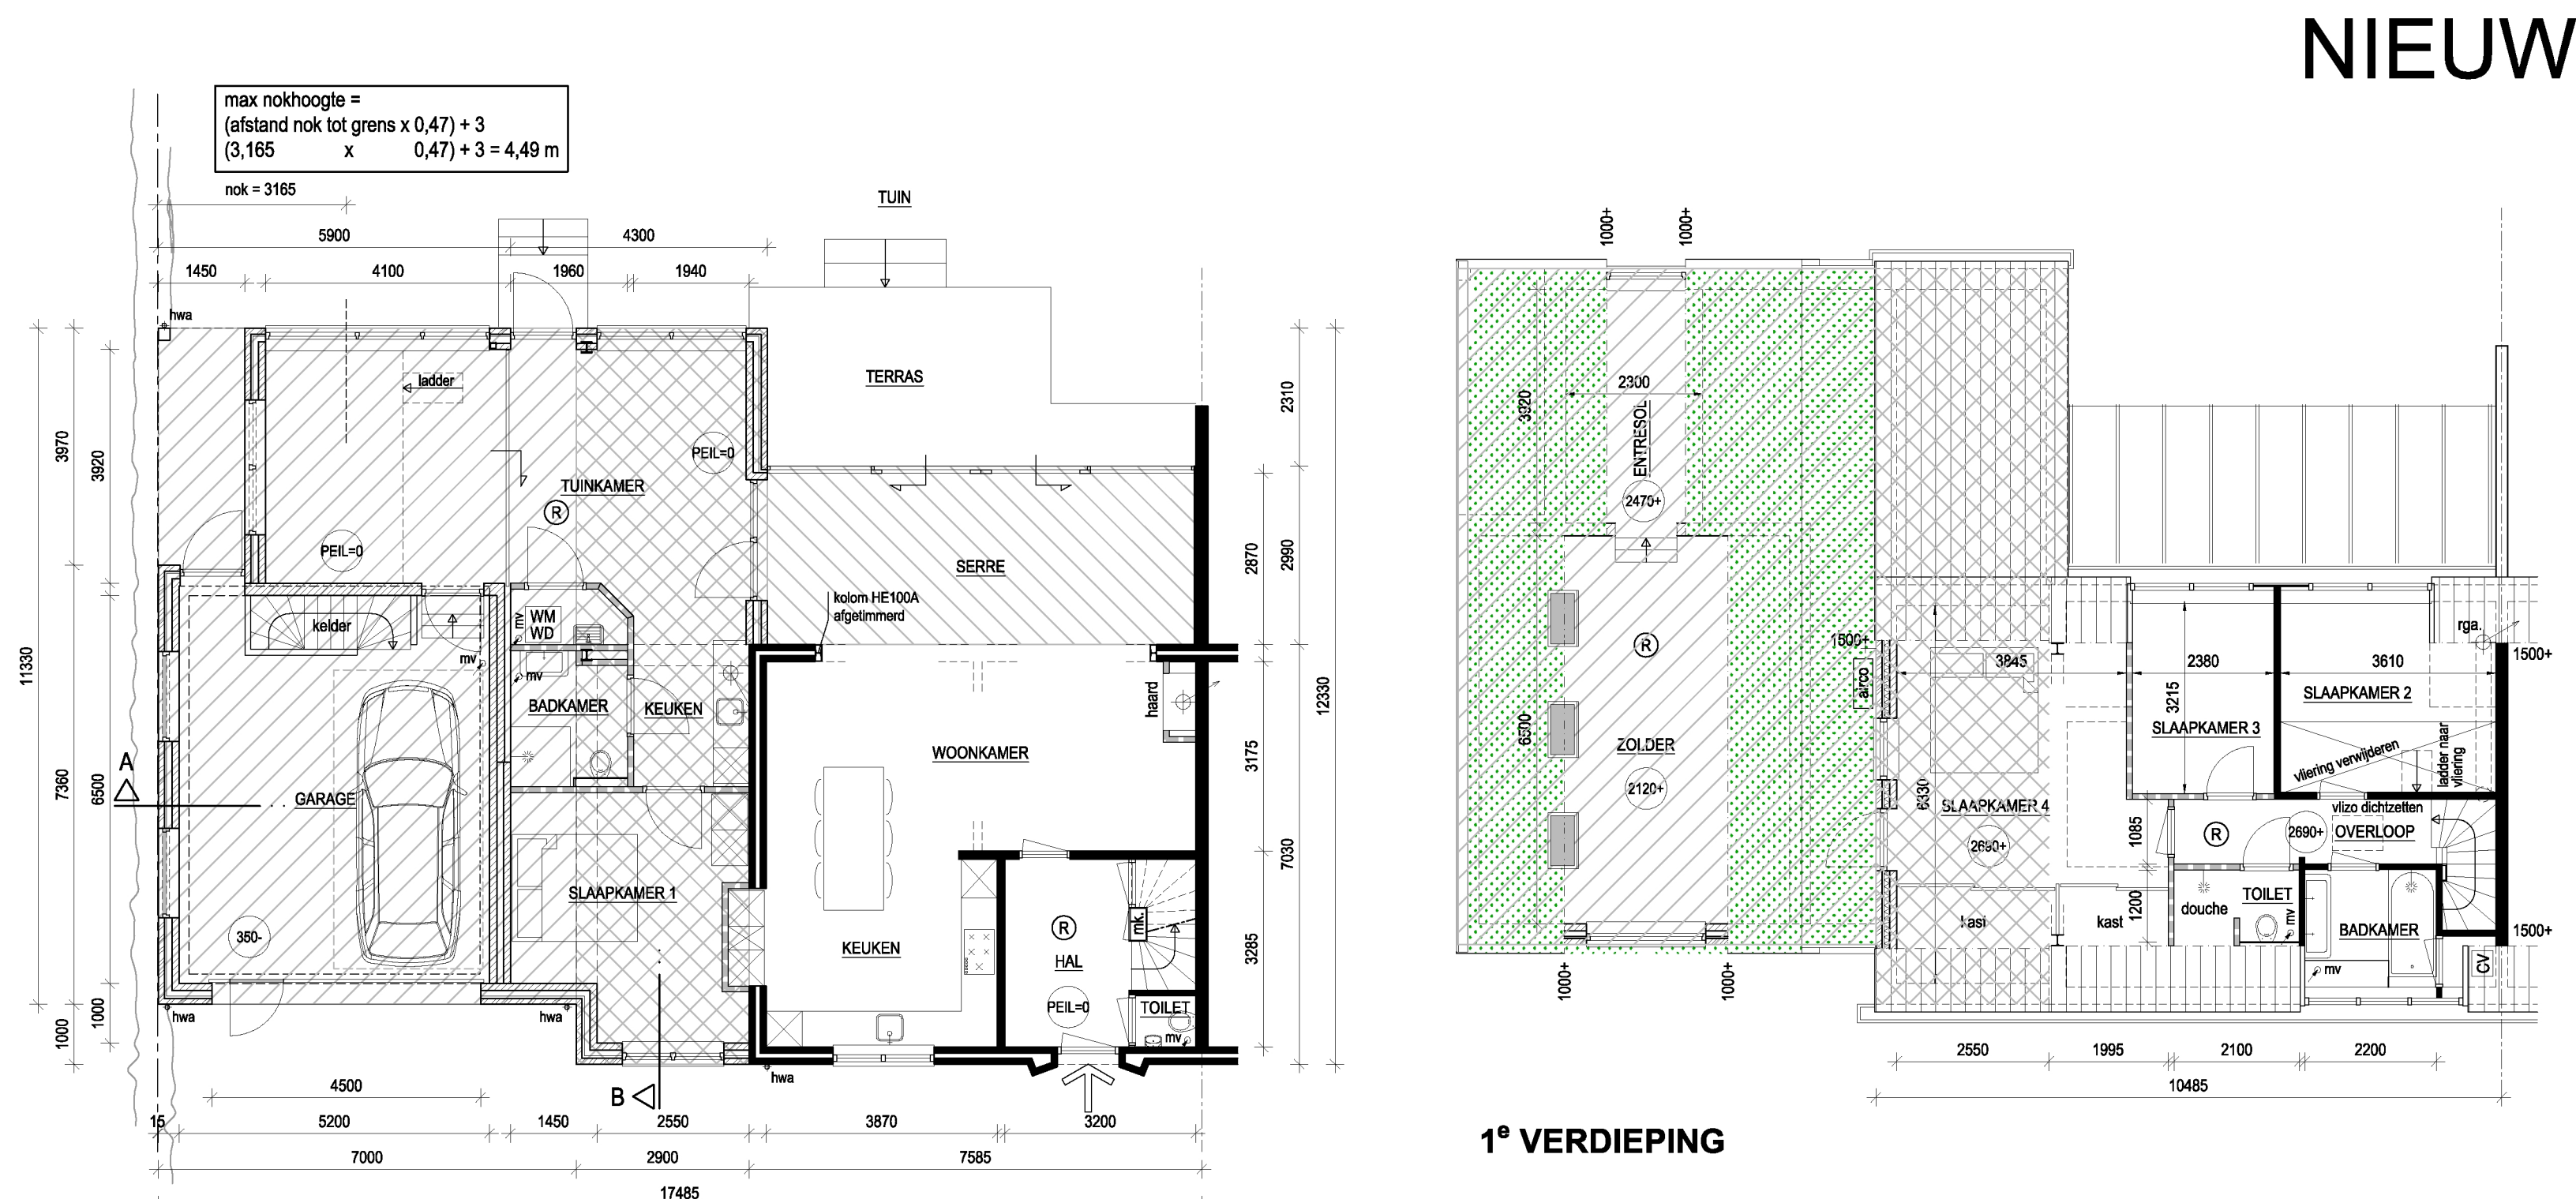 NIEUW
max nokhoogte =
(afstand nok tot grens x 0,47) + 3
(3,165 x 0,47) + 3 = 4,49 m
nok = 3165
TUIN
5900 4300
1450 4100 1960 1940
hwa
ladder
TERRAS
PEIL=0
TUINKAMER
R
PEIL=0
SERRE
kolom HE100A
afgetimmerd
WM
WD
mv
kelder
mv
mv
BADKAMER
KEUKEN
haard
WOONKAMER
A
GARAGE
SLAAPKAMER 1
350-
KEUKEN
R
HAL
mk.
PEIL=0
TOILET
mv
hwa
hwa
hwa
B
11330
3970
7360
1000
3920
6500
1000
2310
2990
2870
3175
3285
7030
12330
4500
15 5200 1450 2550 3870 3200
7000 2900 7585
17485
1000+ 1000+
2300
3920
ENTRESOL
2470+
R
6500
ZOLDER
2120+
1000+ 1000+
1500+
airco
3845
6330
SLAAPKAMER 4
2690+
kast
kast
2380
3215
SLAAPKAMER 3
3610
SLAAPKAMER 2
rga.
1500+
vliering verwijderen
ladder naar
vliering
vlizo dichtzetten
1085
R
2690+
OVERLOOP
1200
douche
TOILET
mv
BADKAMER
mv
1500+
CV
2550 1995 2100 2200
10485
1e VERDIEPING